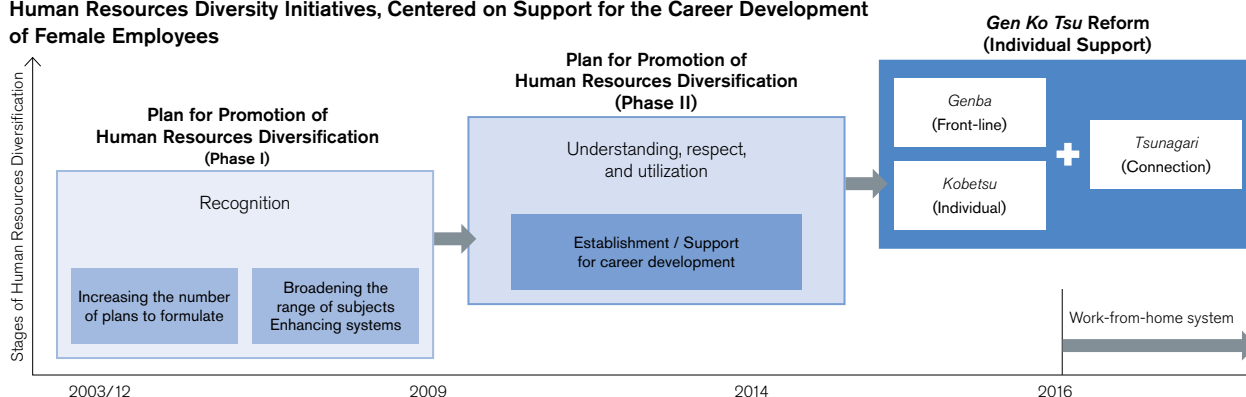 Human Resources Diversity Initiatives, Centered on Support for the Career Development
of Female Employees
Stages of Human Resources Diversification
Plan for Promotion of
Human Resources Diversification
(Phase I)
Recognition
Increasing the number
of plans to formulate
Broadening the
range of subjects
Enhancing systems
Plan for Promotion of
Human Resources Diversification
(Phase II)
Understanding, respect,
and utilization
Establishment / Support
for career development
Gen Ko Tsu Reform
(Individual Support)
Genba
(Front-line)
Kobetsu
(Individual)
Tsunagari
(Connection)
Work-from-home system
2003/12
2009
2014
2016